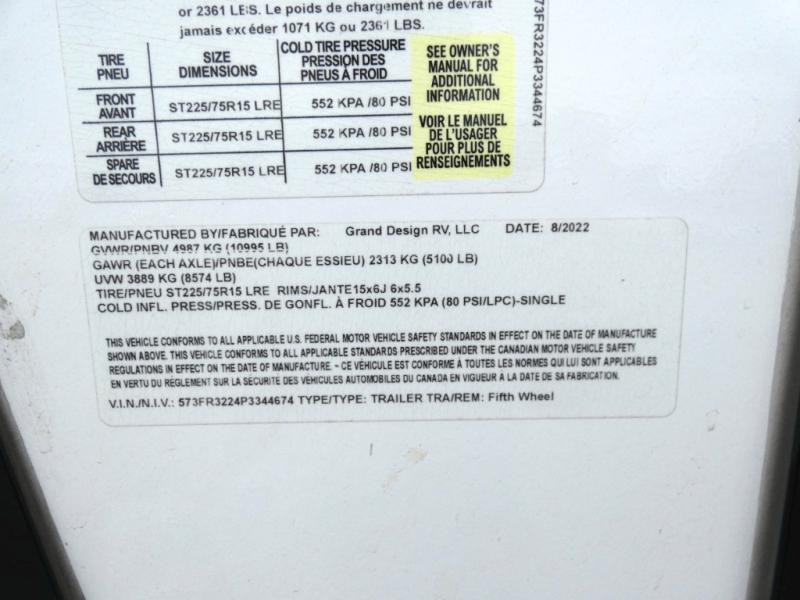 or 2361 LBS. Le poids de chargement ne devrait
jamais excéder 1071 KG ou 2361 LBS.
TIRE PNEU SIZE DIMENSIONS COLD TIRE PRESSURE PRESSION DES PNEUS À FROID
FRONT AVANT ST225/75R15 LRE 552 KPA /80 PSI
REAR ARRIÈRE ST225/75R15 LRE 552 KPA /80 PSI
SPARE DE SECOURS ST225/75R15 LRE 552 KPA /80 PSI
SEE OWNER'S
MANUAL FOR
ADDITIONAL
INFORMATION
VOIR LE MANUEL
DE L'USAGER
POUR PLUS DE
RENSEIGNEMENTS
573FR3224P3344674
MANUFACTURED BY/FABRIQUÉ PAR: Grand Design RV, LLC DATE: 8/2022
GVWR/PNBV 4987 KG (10995 LB)
GAWR (EACH AXLE)/PNBE(CHAQUE ESSIEU) 2313 KG (5100 LB)
UVW 3889 KG (8574 LB)
TIRE/PNEU ST225/75R15 LRE RIMS/JANTE15x6J 6x5.5
COLD INFL. PRESS/PRESS. DE GONFL. À FROID 552 KPA (80 PSI/LPC)-SINGLE
THIS VEHICLE CONFORMS TO ALL APPLICABLE U.S. FEDERAL MOTOR VEHICLE SAFETY STANDARDS IN EFFECT ON THE DATE OF MANUFACTURE
SHOWN ABOVE. THIS VEHICLE CONFORMS TO ALL APPLICABLE STANDARDS PRESCRIBED UNDER THE CANADIAN MOTOR VEHICLE SAFETY
REGULATIONS IN EFFECT ON THE DATE OF MANUFACTURE. - CE VÉHICULE EST CONFORME À TOUTES LES NORMES QUI LUI SONT APPLICABLES
EN VERTU DU RÈGLEMENT SUR LA SÉCURITÉ DES VÉHICULES AUTOMOBILES DU CANADA EN VIGUEUR A LA DATE DE SA FABRICATION.
V.I.N./N.I.V.: 573FR3224P3344674 TYPE/TYPE: TRAILER TRA/REM: Fifth Wheel